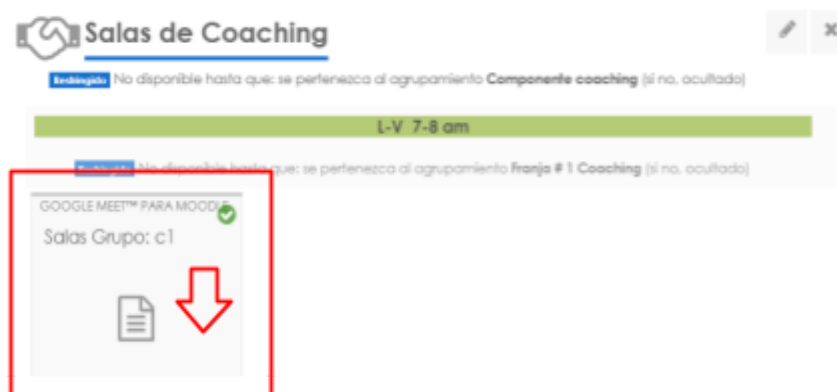 Salas de Coaching
Restringido No disponible hasta que: se pertenezca al agrupamiento Componente coaching (si no, ocultado)
L-V 7-8 am
Restringido No disponible hasta que: se pertenezca al agrupamiento Franja # 1 Coaching (si no, ocultado)
GOOGLE MEET™ PARA MOODLE
Salas Grupo: c1